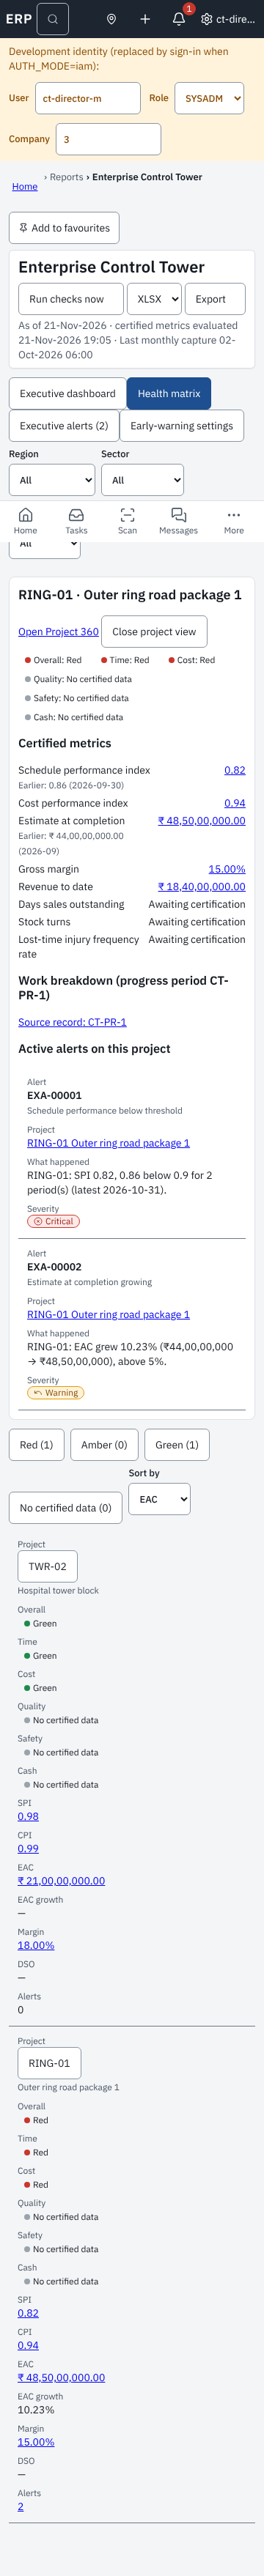 ERP
1
ct-dire...
Development identity (replaced by sign-in when
AUTH_MODE=iam):
User ct-director-m Role SYSADM
Company 3
Home › Reports › Enterprise Control Tower
Add to favourites
Enterprise Control Tower
Run checks now XLSX Export
As of 21-Nov-2026 · certified metrics evaluated
21-Nov-2026 19:05 · Last monthly capture 02-
Oct-2026 06:00
Executive dashboard Health matrix
Executive alerts (2) Early-warning settings
Region Sector
All All
Home Tasks Scan Messages More
All
RING-01 · Outer ring road package 1
Open Project 360 Close project view
Overall: Red Time: Red Cost: Red
Quality: No certified data
Safety: No certified data
Cash: No certified data
Certified metrics
Schedule performance index 0.82
Earlier: 0.86 (2026-09-30)
Cost performance index 0.94
Estimate at completion ₹ 48,50,00,000.00
Earlier: ₹ 44,00,00,000.00
(2026-09)
Gross margin 15.00%
Revenue to date ₹ 18,40,00,000.00
Days sales outstanding Awaiting certification
Stock turns Awaiting certification
Lost-time injury frequency Awaiting certification
rate
Work breakdown (progress period CT-
PR-1)
Source record: CT-PR-1
Active alerts on this project
Alert
EXA-00001
Schedule performance below threshold
Project
RING-01 Outer ring road package 1
What happened
RING-01: SPI 0.82, 0.86 below 0.9 for 2
period(s) (latest 2026-10-31).
Severity
Critical
Alert
EXA-00002
Estimate at completion growing
Project
RING-01 Outer ring road package 1
What happened
RING-01: EAC grew 10.23% (₹44,00,00,000
→ ₹48,50,00,000), above 5%.
Severity
Warning
Red (1) Amber (0) Green (1)
No certified data (0) Sort by
EAC
Project
TWR-02
Hospital tower block
Overall
Green
Time
Green
Cost
Green
Quality
No certified data
Safety
No certified data
Cash
No certified data
SPI
0.98
CPI
0.99
EAC
₹ 21,00,00,000.00
EAC growth
—
Margin
18.00%
DSO
—
Alerts
0
Project
RING-01
Outer ring road package 1
Overall
Red
Time
Red
Cost
Red
Quality
No certified data
Safety
No certified data
Cash
No certified data
SPI
0.82
CPI
0.94
EAC
₹ 48,50,00,000.00
EAC growth
10.23%
Margin
15.00%
DSO
—
Alerts
2